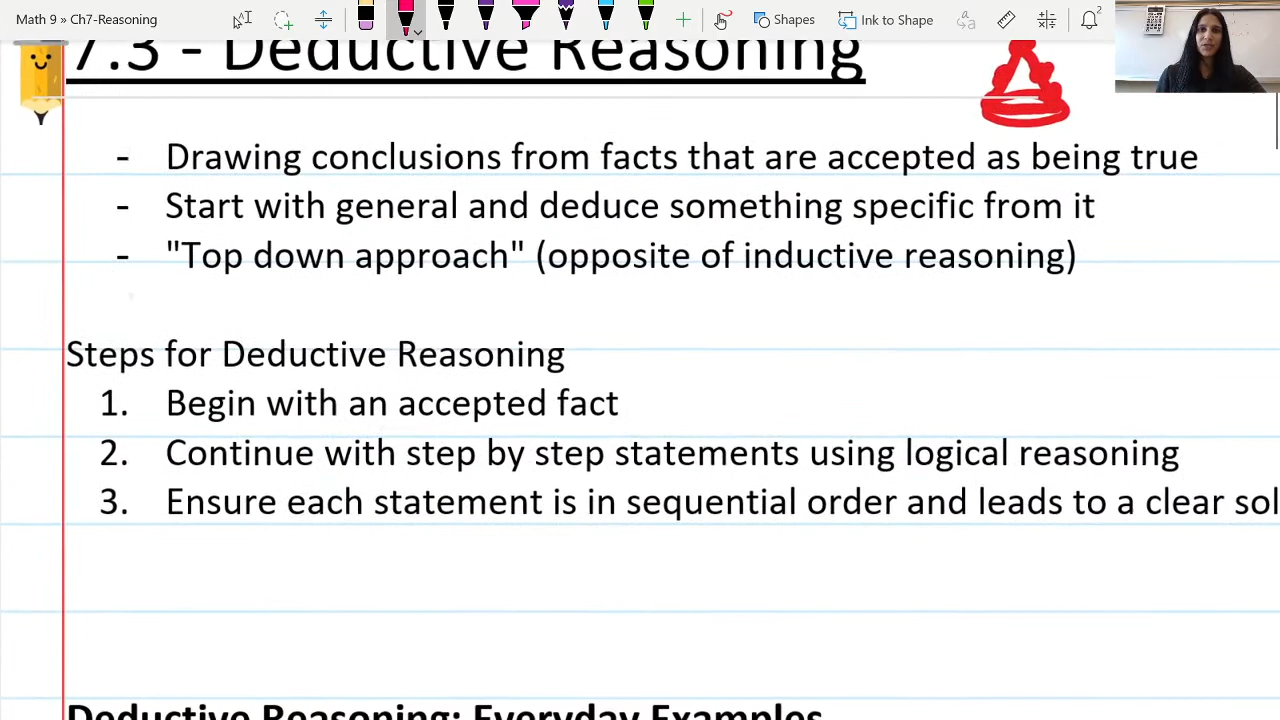 Math 9 » Ch7-Reasoning
Shapes
Ink to Shape
2
7.3 - Deductive Reasoning
- Drawing conclusions from facts that are accepted as being true
- Start with general and deduce something specific from it
- "Top down approach" (opposite of inductive reasoning)
Steps for Deductive Reasoning
1. Begin with an accepted fact
2. Continue with step by step statements using logical reasoning
3. Ensure each statement is in sequential order and leads to a clear sol
Deductive Reasoning: Everyday Examples